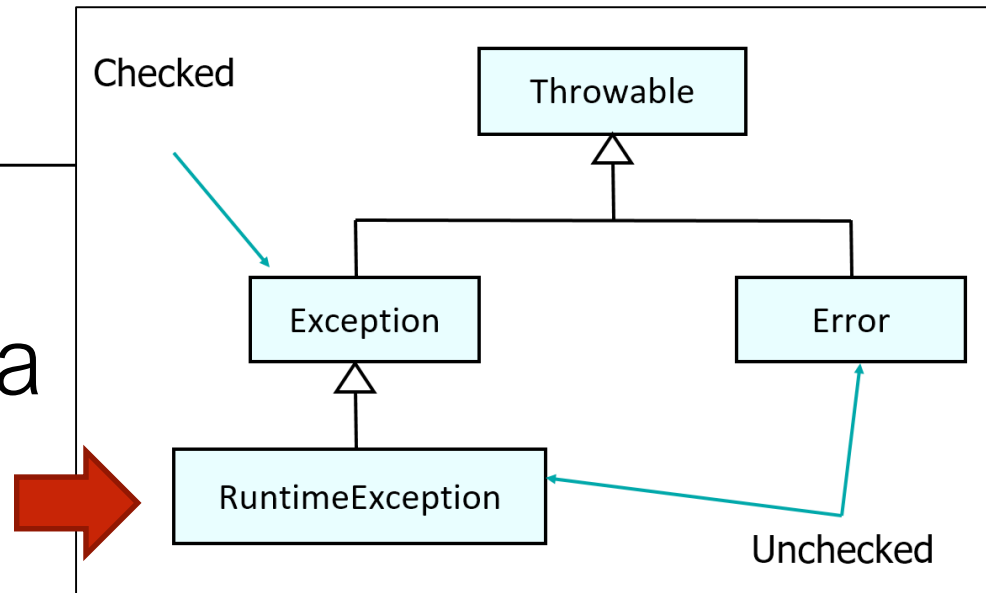 Checked
Throwable
Exception
Error
a
RuntimeException
Unchecked